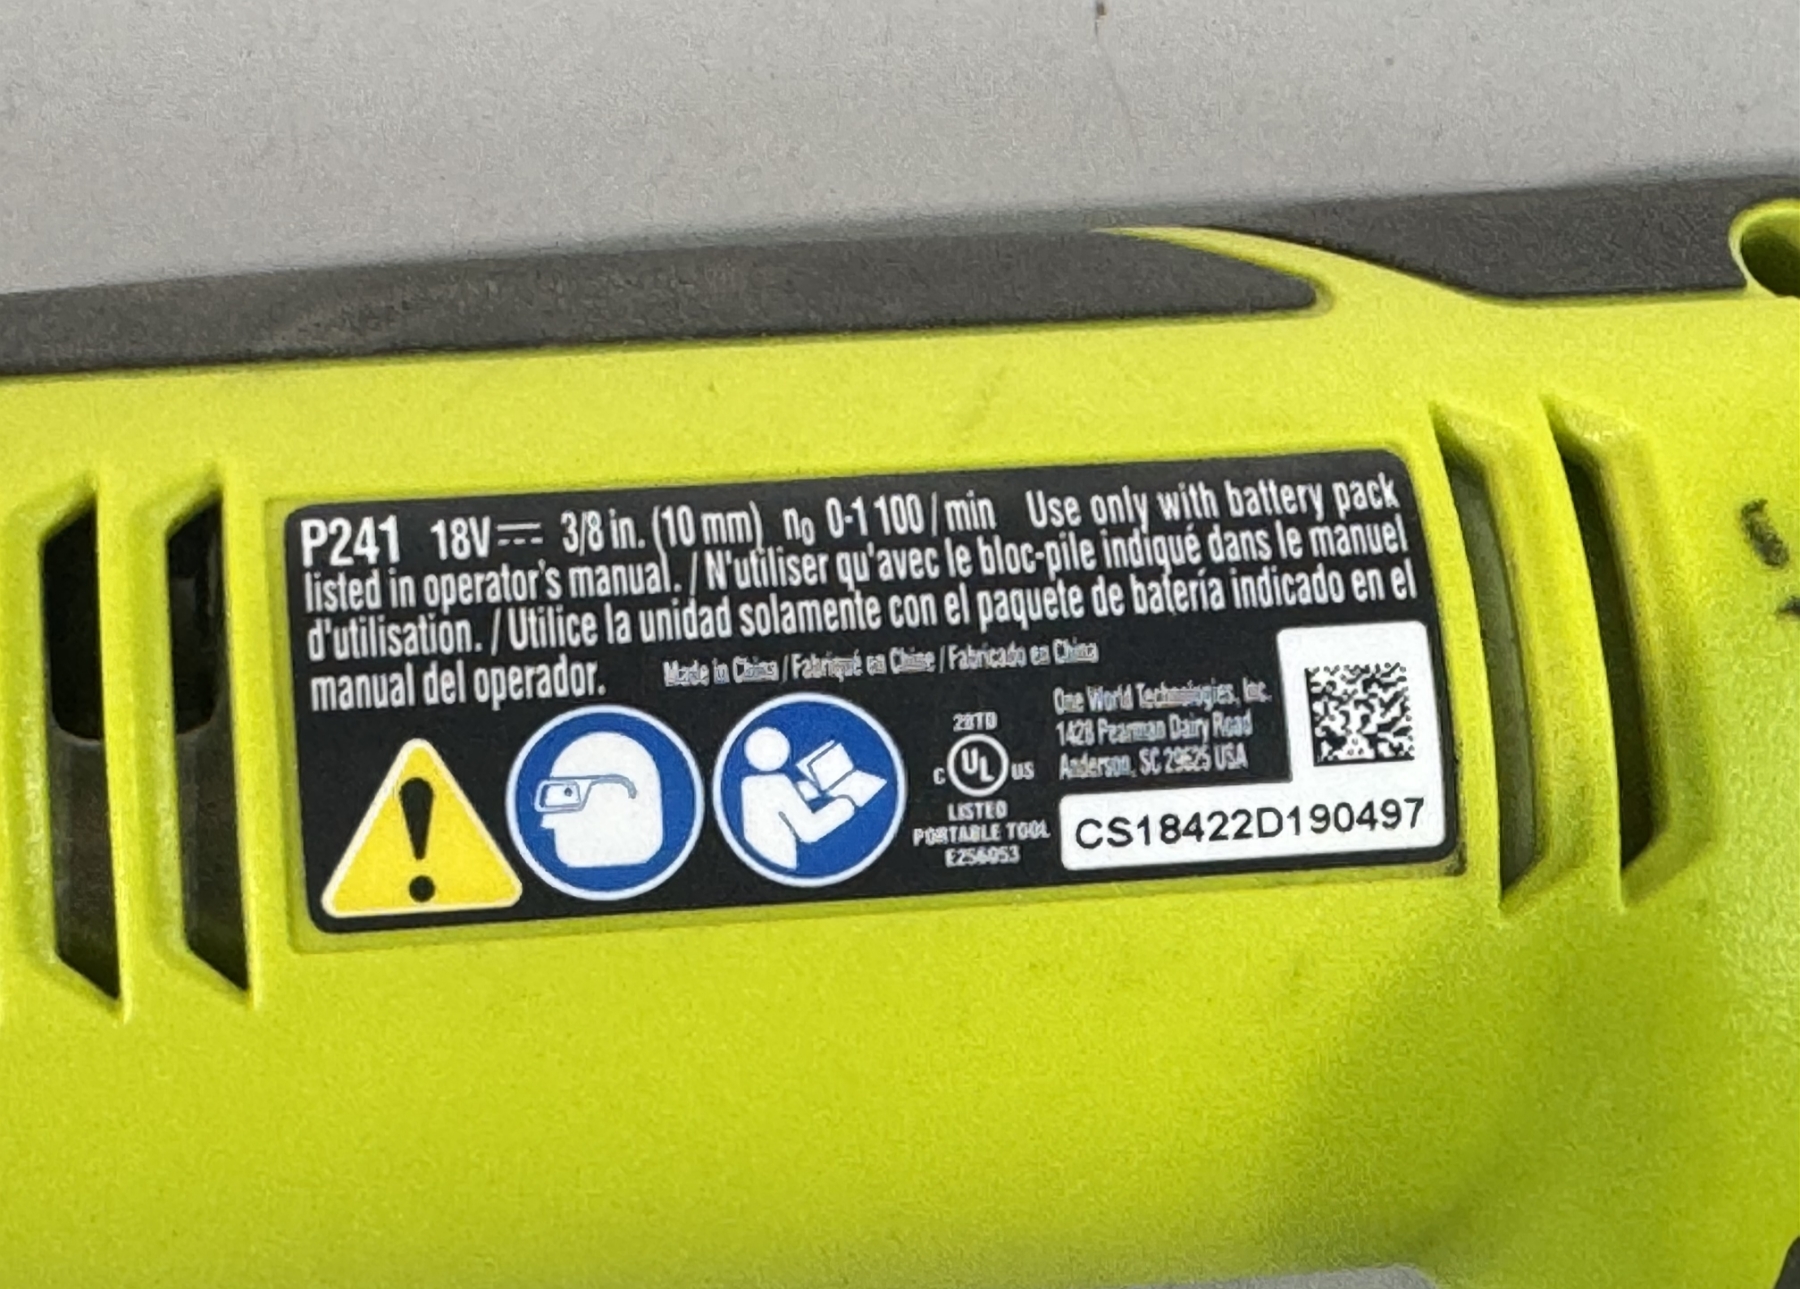 P241 18V 3/8 in. (10 mm) n0 0-1 100 / min Use only with battery pack
listed in operator's manual. / N'utiliser qu'avec le bloc-pile indiqué dans le manuel
d'utilisation. / Utilice la unidad solamente con el paquete de batería indicado en el
manual del operador.
Made in China / Fabriqué en Chine / Fabricado en China
One World Technologies, Inc.
1428 Pearman Dairy Road
Anderson, SC 29625 USA
C UL US
LISTED
PORTABLE TOOL
E256053
CS18422D190497